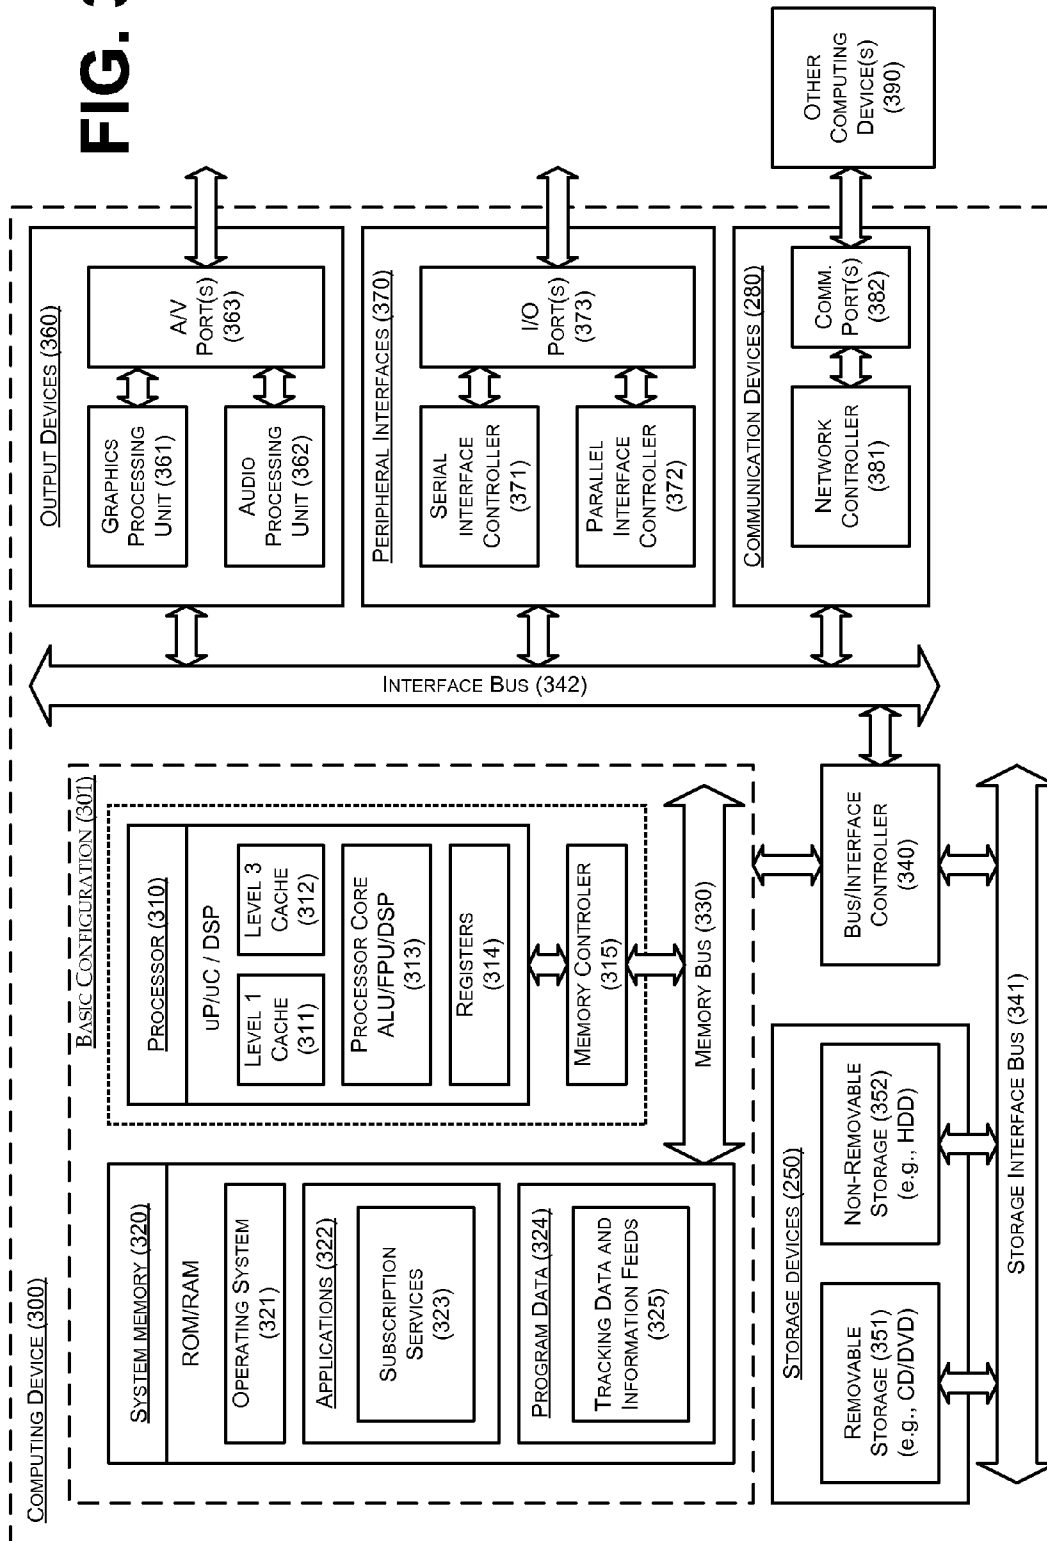 COMPUTING DEVICE (300)
BASIC CONFIGURATION (301)
SYSTEM MEMORY (320)
ROM/RAM
OPERATING SYSTEM
(321)
APPLICATIONS (322)
SUBSCRIPTION
SERVICES
(323)
PROGRAM DATA (324)
TRACKING DATA AND
INFORMATION FEEDS
(325)
PROCESSOR (310)
uP/uC / DSP
LEVEL 1
CACHE
(311)
LEVEL 3
CACHE
(312)
PROCESSOR CORE
ALU/FPU/DSP
(313)
REGISTERS
(314)
MEMORY CONTROLER
(315)
MEMORY BUS (330)
STORAGE DEVICES (250)
REMOVABLE
STORAGE (351)
(e.g., CD/DVD)
NON-REMOVABLE
STORAGE (352)
(e.g., HDD)
STORAGE INTERFACE BUS (341)
BUS/INTERFACE
CONTROLLER
(340)
INTERFACE BUS (342)
OUTPUT DEVICES (360)
GRAPHICS
PROCESSING
UNIT (361)
AUDIO
PROCESSING
UNIT (362)
A/V
PORT(S)
(363)
PERIPHERAL INTERFACES (370)
SERIAL
INTERFACE
CONTROLLER
(371)
PARALLEL
INTERFACE
CONTROLLER
(372)
I/O
PORT(S)
(373)
COMMUNICATION DEVICES (280)
NETWORK
CONTROLLER
(381)
COMM.
PORT(S)
(382)
OTHER
COMPUTING
DEVICE(S)
(390)
FIG.